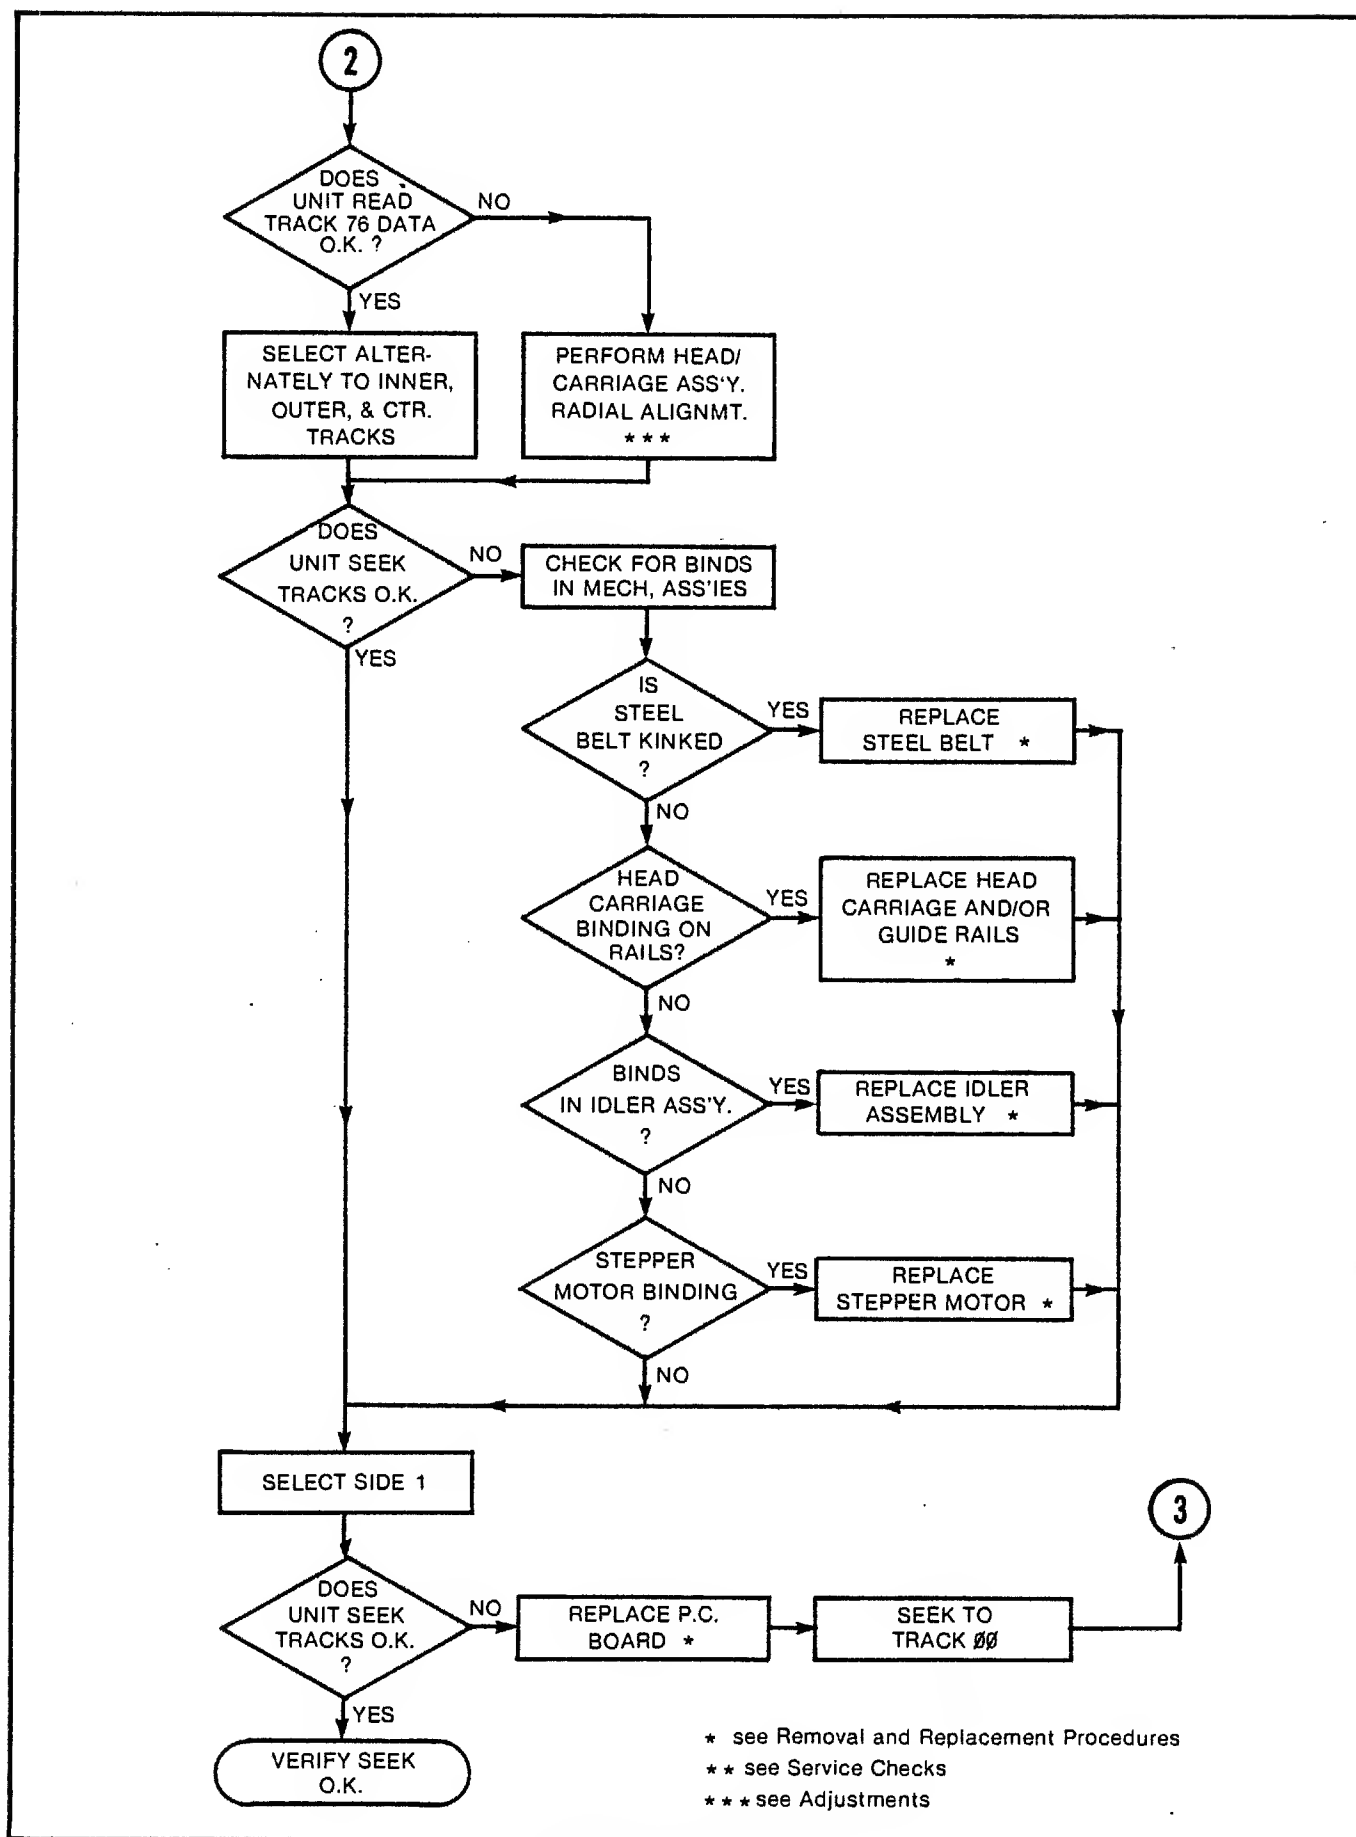 2
DOES
UNIT READ
TRACK 76 DATA
O.K. ?
NO
YES
SELECT ALTER-
NATELY TO INNER,
OUTER, & CTR.
TRACKS
PERFORM HEAD/
CARRIAGE ASS'Y.
RADIAL ALIGNMT.
* * *
DOES
UNIT SEEK
TRACKS O.K.
?
NO
YES
CHECK FOR BINDS
IN MECH, ASS'IES
IS
STEEL
BELT KINKED
?
YES
NO
REPLACE
STEEL BELT *
HEAD
CARRIAGE
BINDING ON
RAILS?
YES
NO
REPLACE HEAD
CARRIAGE AND/OR
GUIDE RAILS
*
BINDS
IN IDLER ASS'Y.
?
YES
NO
REPLACE IDLER
ASSEMBLY *
STEPPER
MOTOR BINDING
?
YES
NO
REPLACE
STEPPER MOTOR *
SELECT SIDE 1
DOES
UNIT SEEK
TRACKS O.K.
?
NO
YES
REPLACE P.C.
BOARD *
SEEK TO
TRACK ØØ
3
VERIFY SEEK
O.K.
* see Removal and Replacement Procedures
* * see Service Checks
* * * see Adjustments